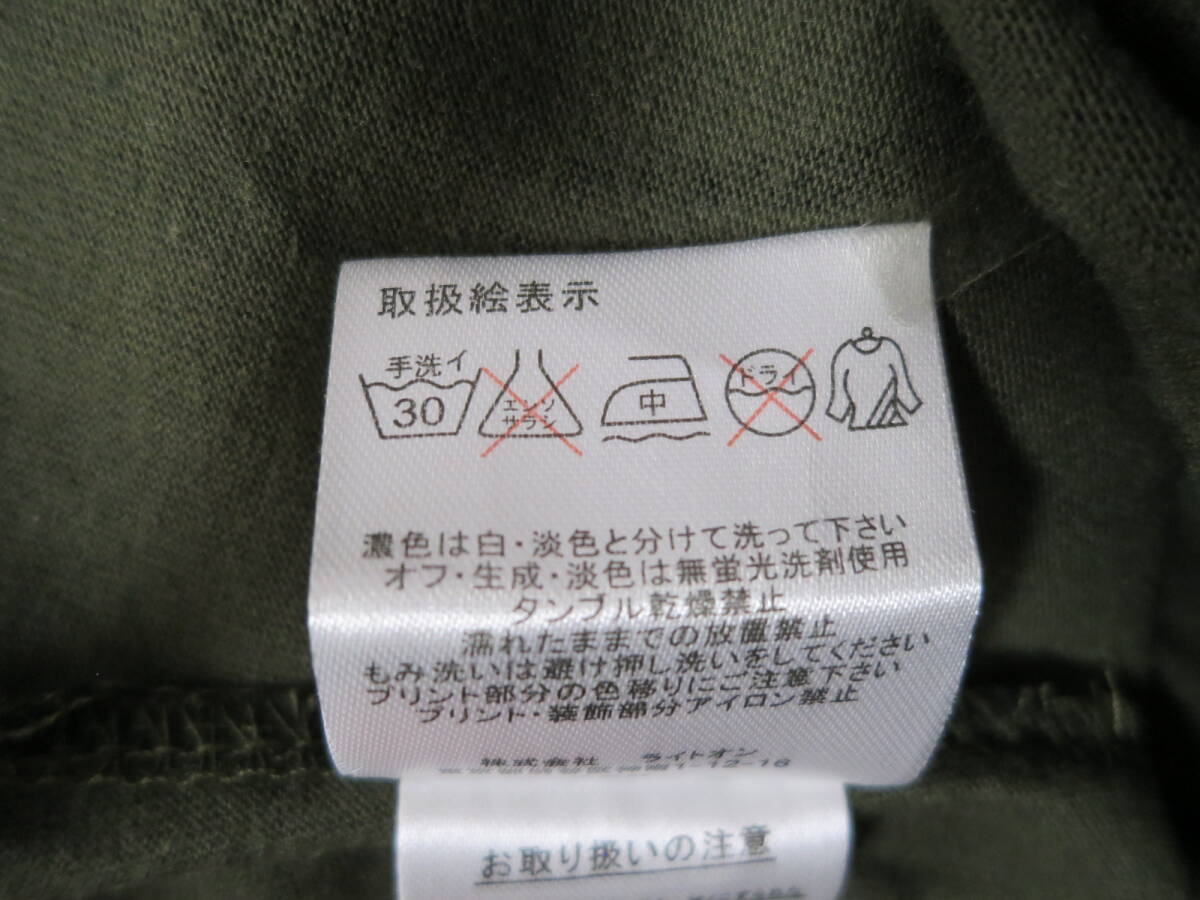 取扱絵表示
手洗イ
30
エンソ
サラシ
中
ドライ
濃色は白・淡色と分けて洗って下さい
オフ・生成・淡色は無蛍光洗剤使用
タンブル乾燥禁止
濡れたままでの放置禁止
もみ洗いは避け押し洗いをしてください
プリント部分の色移りにご注意下さい
プリント・装飾部分アイロン禁止
株式会社 ライトオン
1-12-16
お取り扱いの注意